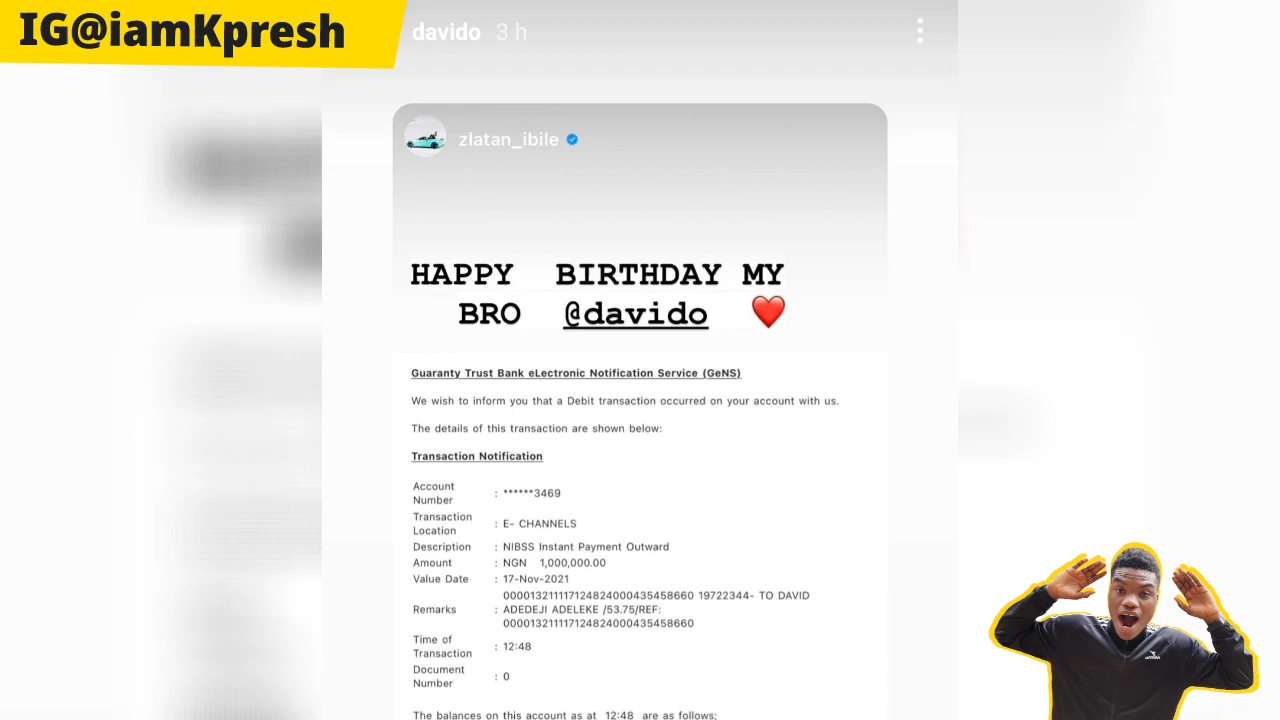 IG@iamKpresh
davido 3 h
zlatan_ibile
HAPPY BIRTHDAY MY
BRO @davido
Guaranty Trust Bank eLectronic Notification Service (GeNS)
We wish to inform you that a Debit transaction occurred on your account with us.
The details of this transaction are shown below:
Transaction Notification
Account
Number : ******3469
Transaction
Location : E- CHANNELS
Description : NIBSS Instant Payment Outward
Amount : NGN 1,000,000.00
Value Date : 17-Nov-2021
000013211117124824000435458660 19722344- TO DAVID
Remarks : ADEDEJI ADELEKE /53.75/REF:
000013211117124824000435458660
Time of
Transaction : 12:48
Document
Number : 0
The balances on this account as at 12:48 are as follows;